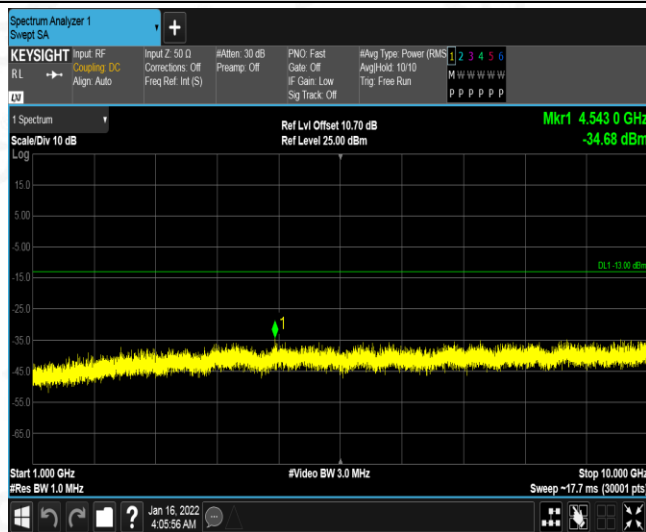 Spectrum Analyzer 1
Swept SA
+
KEYSIGHT
RL
LXI
Input: RF
Coupling: DC
Align: Auto
Input Z: 50 Ω
Corrections: Off
Freq Ref: Int (S)
#Atten: 30 dB
Preamp: Off
PNO: Fast
Gate: Off
IF Gain: Low
Sig Track: Off
#Avg Type: Power (RMS
Avg|Hold: 10/10
Trig: Free Run
1 2 3 4 5 6
M W W W W W
P P P P P P
1 Spectrum
Scale/Div 10 dB
Log
Ref Lvl Offset 10.70 dB
Ref Level 25.00 dBm
Mkr1 4.543 0 GHz
-34.68 dBm
15.0
5.00
-5.00
DL1 -13.00 dBm
-15.0
-25.0
1
-35.0
-45.0
-55.0
-65.0
Start 1.000 GHz
#Res BW 1.0 MHz
#Video BW 3.0 MHz
Stop 10.000 GHz
Sweep ~17.7 ms (30001 pts)
?
Jan 16, 2022
4:05:56 AM